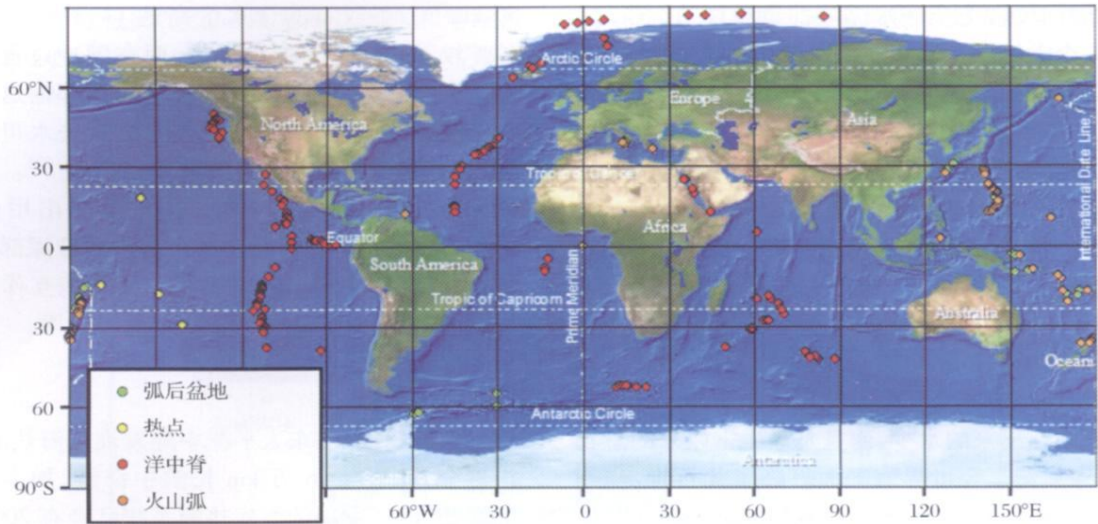 Arctic Circle
60°N
Europe
North America
Asia
International Date Line
30
Tropic of Cancer
Africa
0
Equator
South America
Prime Meridian
Tropic of Capricorn
Australia
30
Oceani
弧后盆地
热点
洋中脊
火山弧
60
Antarctic Circle
Antarctica
90°S
60°W
30
0
30
60
90
120
150°E